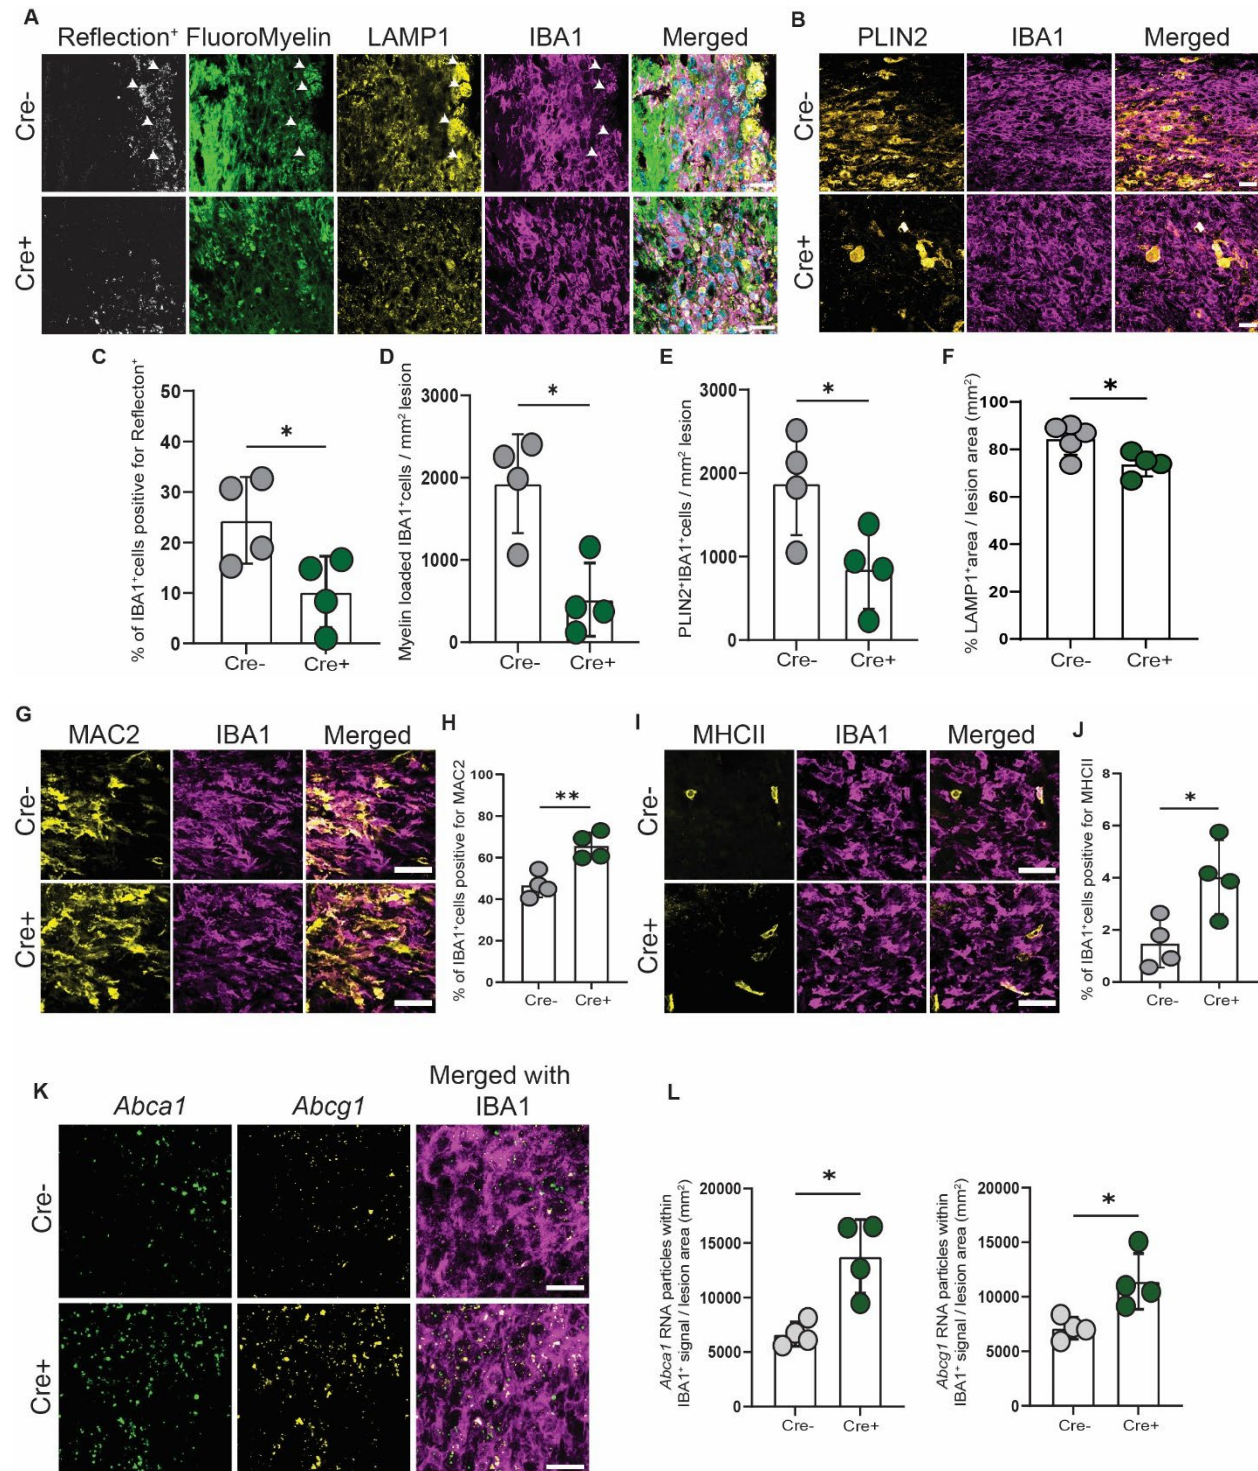 A
Reflection⁺ FluoroMyelin LAMP1 IBA1 Merged
Cre-
Cre+
B
PLIN2 IBA1 Merged
Cre-
Cre+
C
% of IBA1⁺cells positive for Reflecton⁺
50
40
30
20
10
0
*
Cre- Cre+
D
Myelin loaded IBA1⁺cells / mm² lesion
3000
2000
1000
0
*
Cre- Cre+
E
PLIN2⁺IBA1⁺cells / mm² lesion
3000
2000
1000
0
*
Cre- Cre+
F
% LAMP1⁺area / lesion area (mm²)
100
80
60
40
20
0
*
Cre- Cre+
G
MAC2 IBA1 Merged
Cre-
Cre+
H
% of IBA1⁺cells positive for MAC2
100
80
60
40
20
0
**
Cre- Cre+
I
MHCII IBA1 Merged
Cre-
Cre+
J
% of IBA1⁺cells positive for MHCII
8
6
4
2
0
*
Cre- Cre+
K
Abca1 Abcg1 Merged with
IBA1
Cre-
Cre+
L
Abca1 RNA particles within
IBA1⁺ signal / lesion area (mm²)
20000
15000
10000
5000
0
*
Cre- Cre+
Abcg1 RNA particles within
IBA1⁺ signal / lesion area (mm²)
20000
15000
10000
5000
0
*
Cre- Cre+